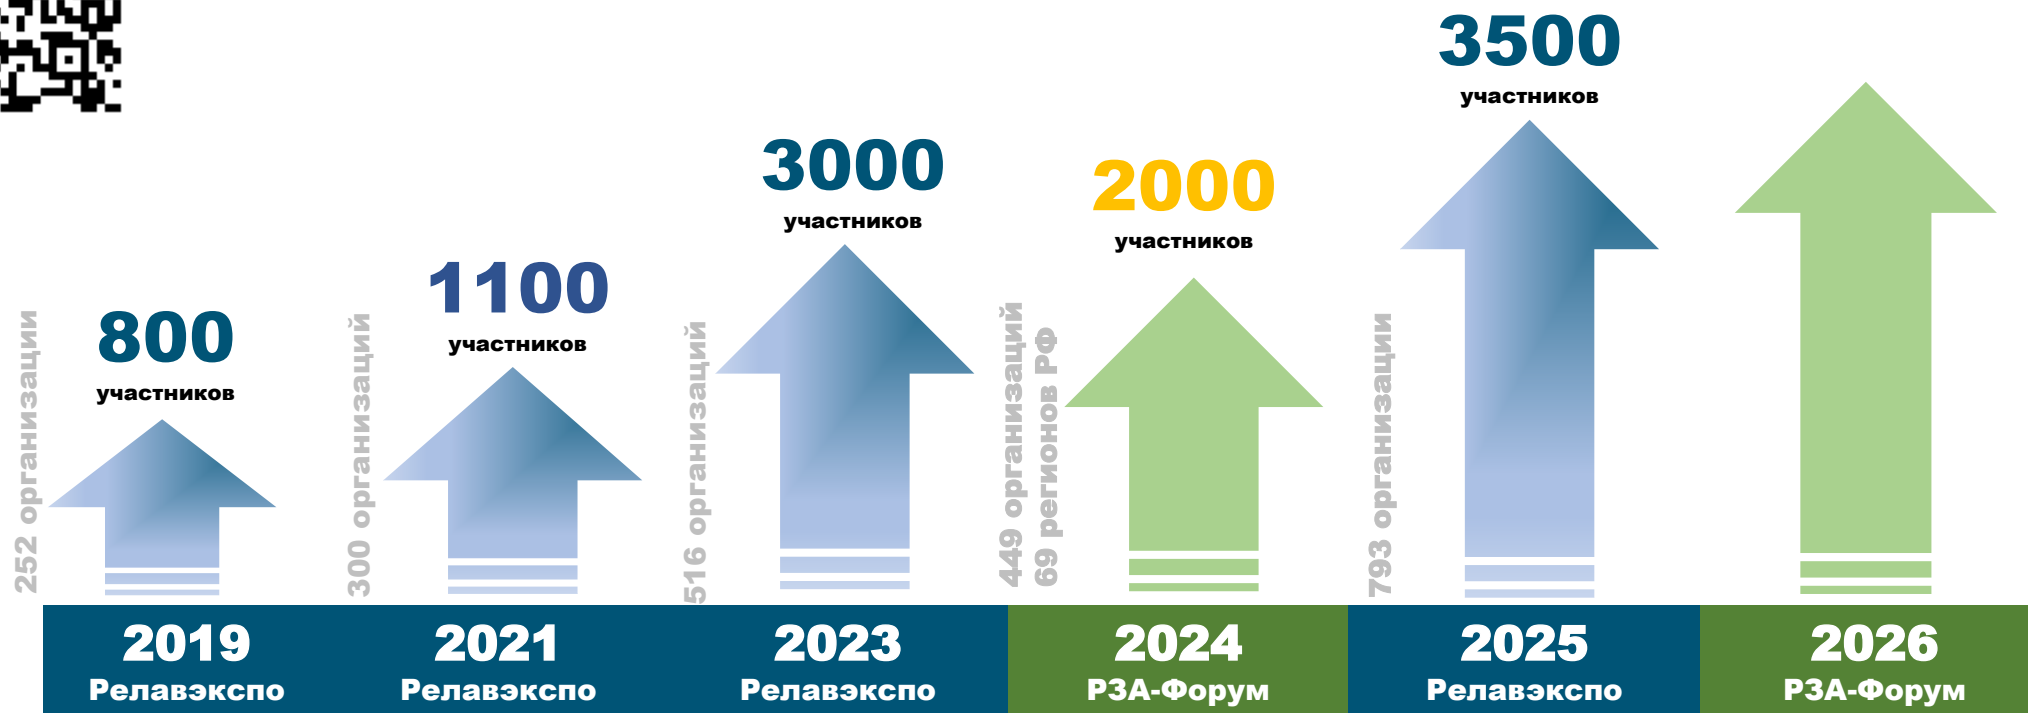 252 организации
800
участников
2019
Релавэкспо
300 организаций
1100
участников
2021
Релавэкспо
516 организаций
3000
участников
2023
Релавэкспо
449 организаций
69 регионов РФ
2000
участников
2024
РЗА-Форум
793 организации
3500
участников
2025
Релавэкспо
2026
РЗА-Форум